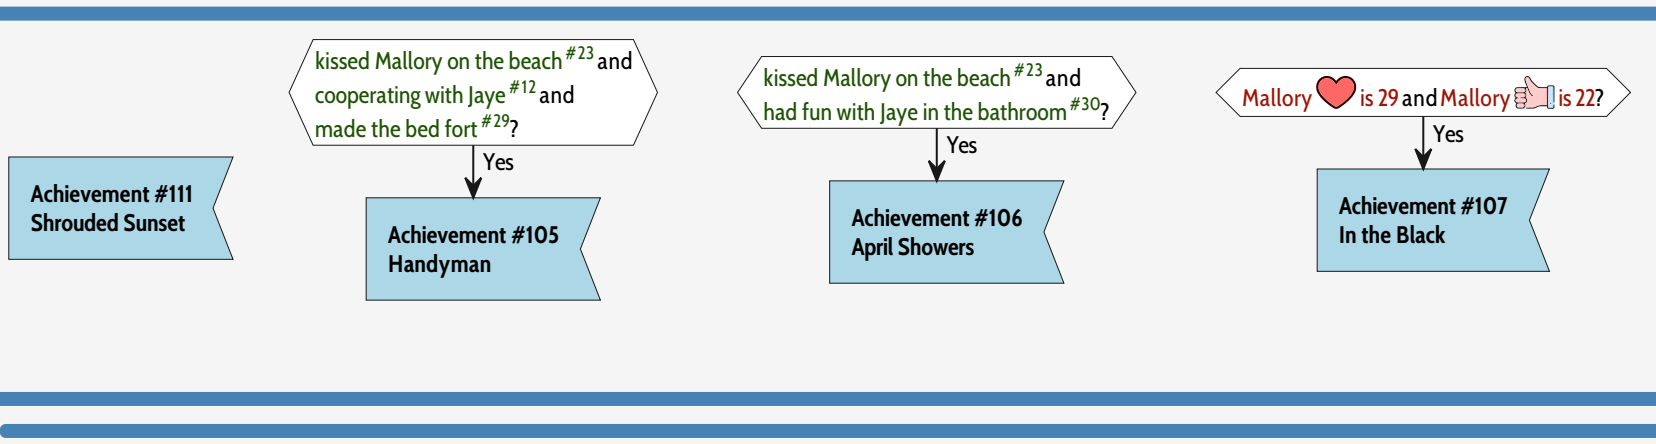 Achievement #111
Shrouded Sunset
kissed Mallory on the beach #23 and
cooperating with Jaye #12 and
made the bed fort #29?
Yes
Achievement #105
Handyman
kissed Mallory on the beach #23 and
had fun with Jaye in the bathroom #30?
Yes
Achievement #106
April Showers
Mallory is 29 and Mallory is 22?
Yes
Achievement #107
In the Black